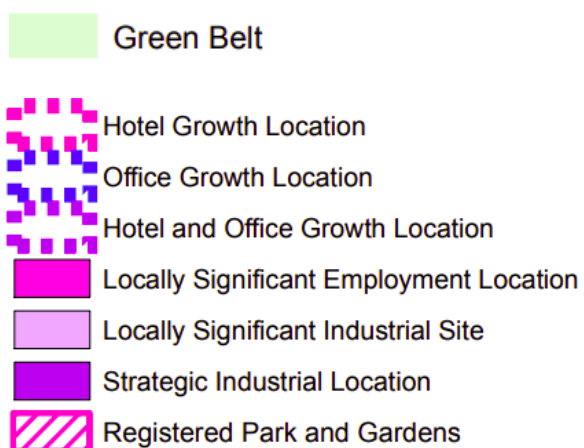 Green Belt
Hotel Growth Location
Office Growth Location
Hotel and Office Growth Location
Locally Significant Employment Location
Locally Significant Industrial Site
Strategic Industrial Location
Registered Park and Gardens